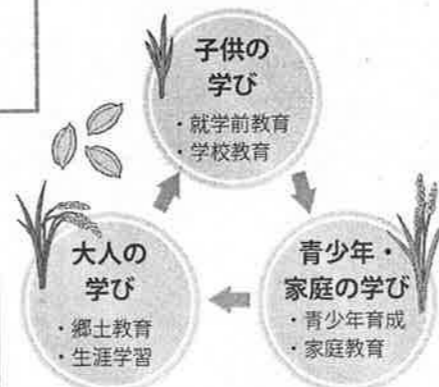 子供の
学び
・就学前教育
・学校教育
青少年・
家庭の学び
・青少年育成
・家庭教育
大人の
学び
・郷土教育
・生涯学習